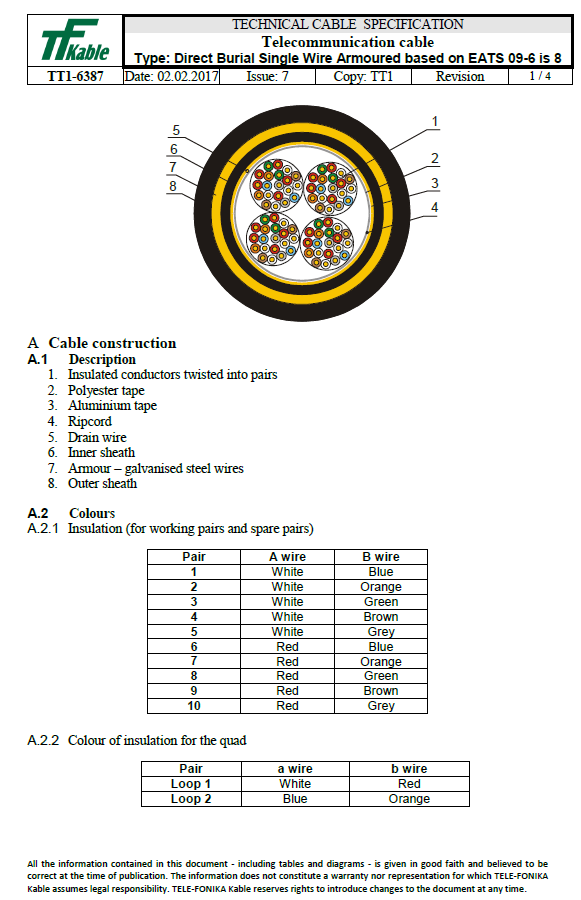 TF Kable
TECHNICAL CABLE SPECIFICATION
Telecommunication cable
Type: Direct Burial Single Wire Armoured based on EATS 09-6 is 8
TT1-6387 Date: 02.02.2017 Issue: 7 Copy: TT1 Revision 1 / 4
5
6
7
8
1
2
3
4
A Cable construction
A.1 Description
1. Insulated conductors twisted into pairs
2. Polyester tape
3. Aluminium tape
4. Ripcord
5. Drain wire
6. Inner sheath
7. Armour – galvanised steel wires
8. Outer sheath
A.2 Colours
A.2.1 Insulation (for working pairs and spare pairs)
Pair A wire B wire
1 White Blue
2 White Orange
3 White Green
4 White Brown
5 White Grey
6 Red Blue
7 Red Orange
8 Red Green
9 Red Brown
10 Red Grey
A.2.2 Colour of insulation for the quad
Pair a wire b wire
Loop 1 White Red
Loop 2 Blue Orange
All the information contained in this document - including tables and diagrams - is given in good faith and believed to be
correct at the time of publication. The information does not constitute a warranty nor representation for which TELE-FONIKA
Kable assumes legal responsibility. TELE-FONIKA Kable reserves rights to introduce changes to the document at any time.